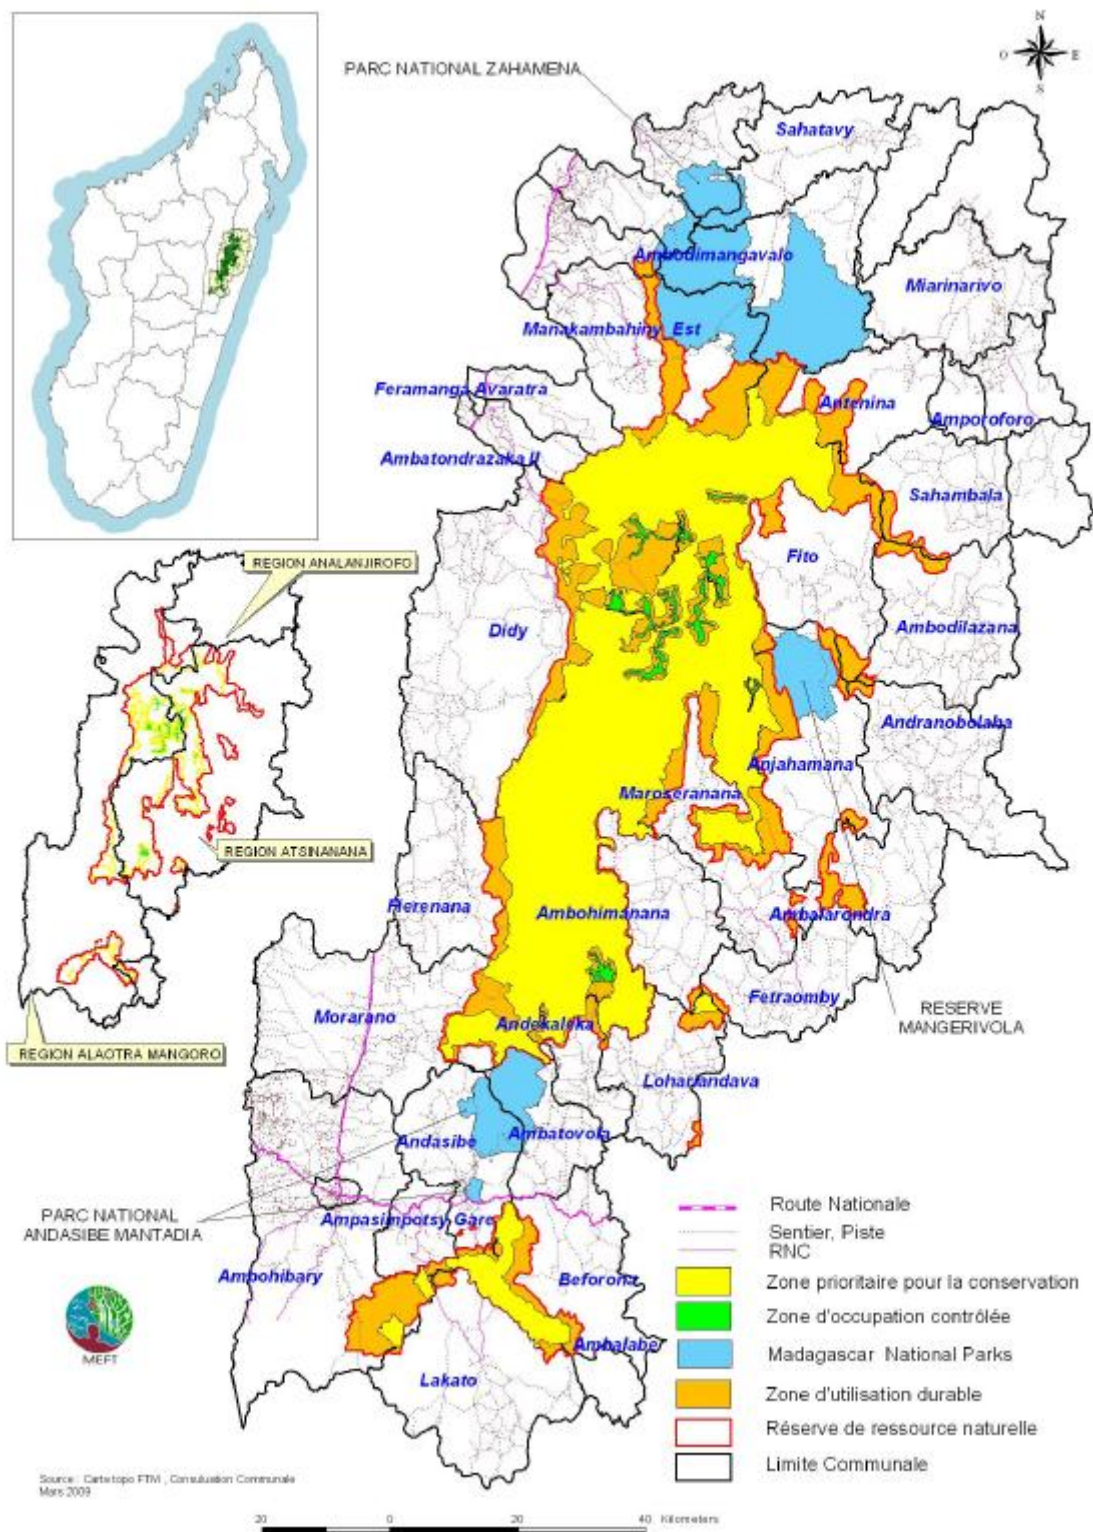 N
PARC NATIONAL ZAHAMENA
O E
S
Sahatavy
Ambodimangavalo
Miarinarivo
Manakambahiny Est
Feramanga Avaratra
Antenina
Amporoforo
Ambatondrazaka II
Sahambala
Fito
REGION ANALANJIROFO
Didy
Ambodilazana
Andranobolaha
Anjahamana
Maroseranana
REGION ATSINANANA
Fierenana
Ambohimanana
Ambalarondra
Morarano
Andekaleka
Fetraomby
RESERVE
MANGERIVOLA
REGION ALAOTRA MANGORO
Lohariandava
Andasibe
Ambatovola
PARC NATIONAL
ANDASIBE MANTADIA
Ampasimpotsy Gare
Ambohibary
Beforona
Ambalabe
Lakato
MEFT
Route Nationale
Sentier, Piste
RNC
Zone prioritaire pour la conservation
Zone d'occupation contrôlée
Madagascar National Parks
Zone d'utilisation durable
Réserve de ressource naturelle
Limite Communale
Source : Carte topo FTM , Consuluation Communale
Mars 2009
20 0 20 40 Kilometers